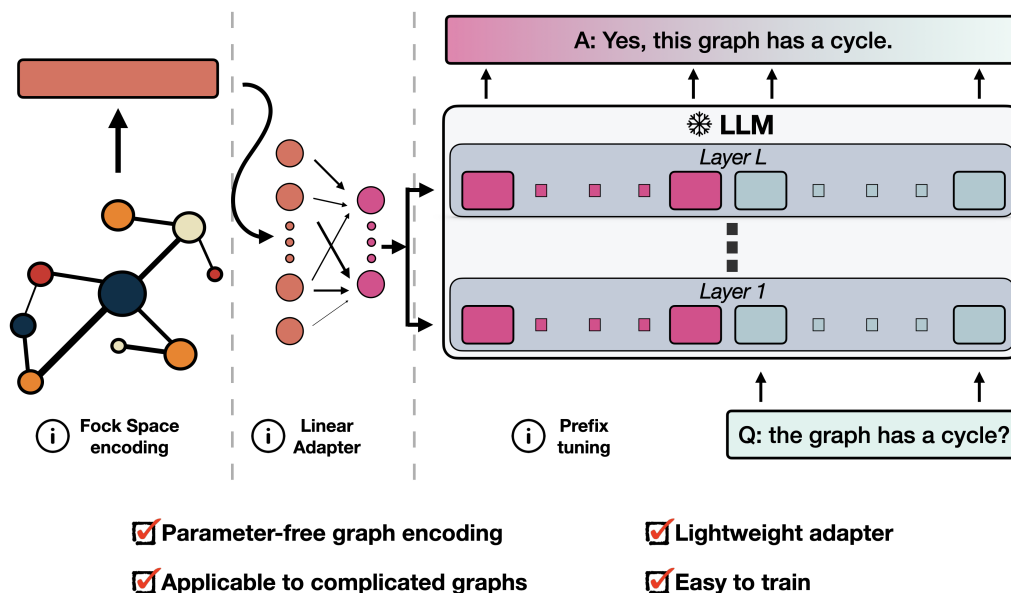 A: Yes, this graph has a cycle.
LLM
Layer L
Layer 1
i
Fock Space
encoding
i
Linear
Adapter
i
Prefix
tuning
Q: the graph has a cycle?
Parameter-free graph encoding
Lightweight adapter
Applicable to complicated graphs
Easy to train